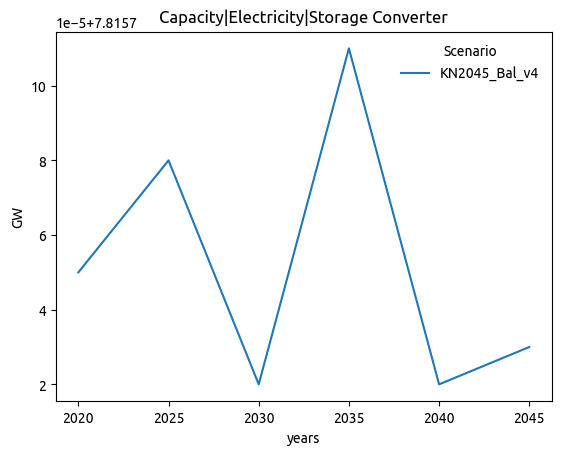 Capacity|Electricity|Storage Converter
1e−5+7.8157
Scenario
KN2045_Bal_v4
GW
10
8
6
4
2
2020 2025 2030 2035 2040 2045
years